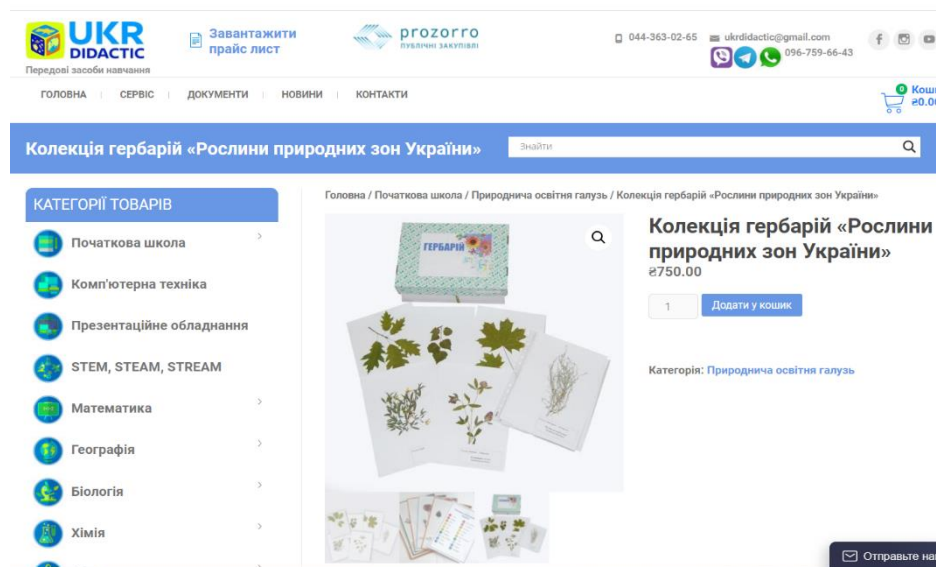 UKR
DIDACTIC
Передові засоби навчання
Завантажити
прайс лист
prozorro
ПУБЛІЧНІ ЗАКУПІВЛІ
044-363-02-65
ukrdidactic@gmail.com
096-759-66-43
ГОЛОВНА
СЕРВІС
ДОКУМЕНТИ
НОВИНИ
КОНТАКТИ
0
Коши
₴0.00
Колекція гербарій «Рослини природних зон України»
Знайти
КАТЕГОРІЇ ТОВАРІВ
Початкова школа
Комп'ютерна техніка
Презентаційне обладнання
STEM, STEAM, STREAM
Математика
Географія
Біологія
Хімія
Головна / Початкова школа / Природнича освітня галузь / Колекція гербарій «Рослини природних зон України»
ГЕРБАРІЙ
Колекція гербарій «Рослини
природних зон України»
₴750.00
1
Додати у кошик
Категорія: Природнича освітня галузь
Отправьте на